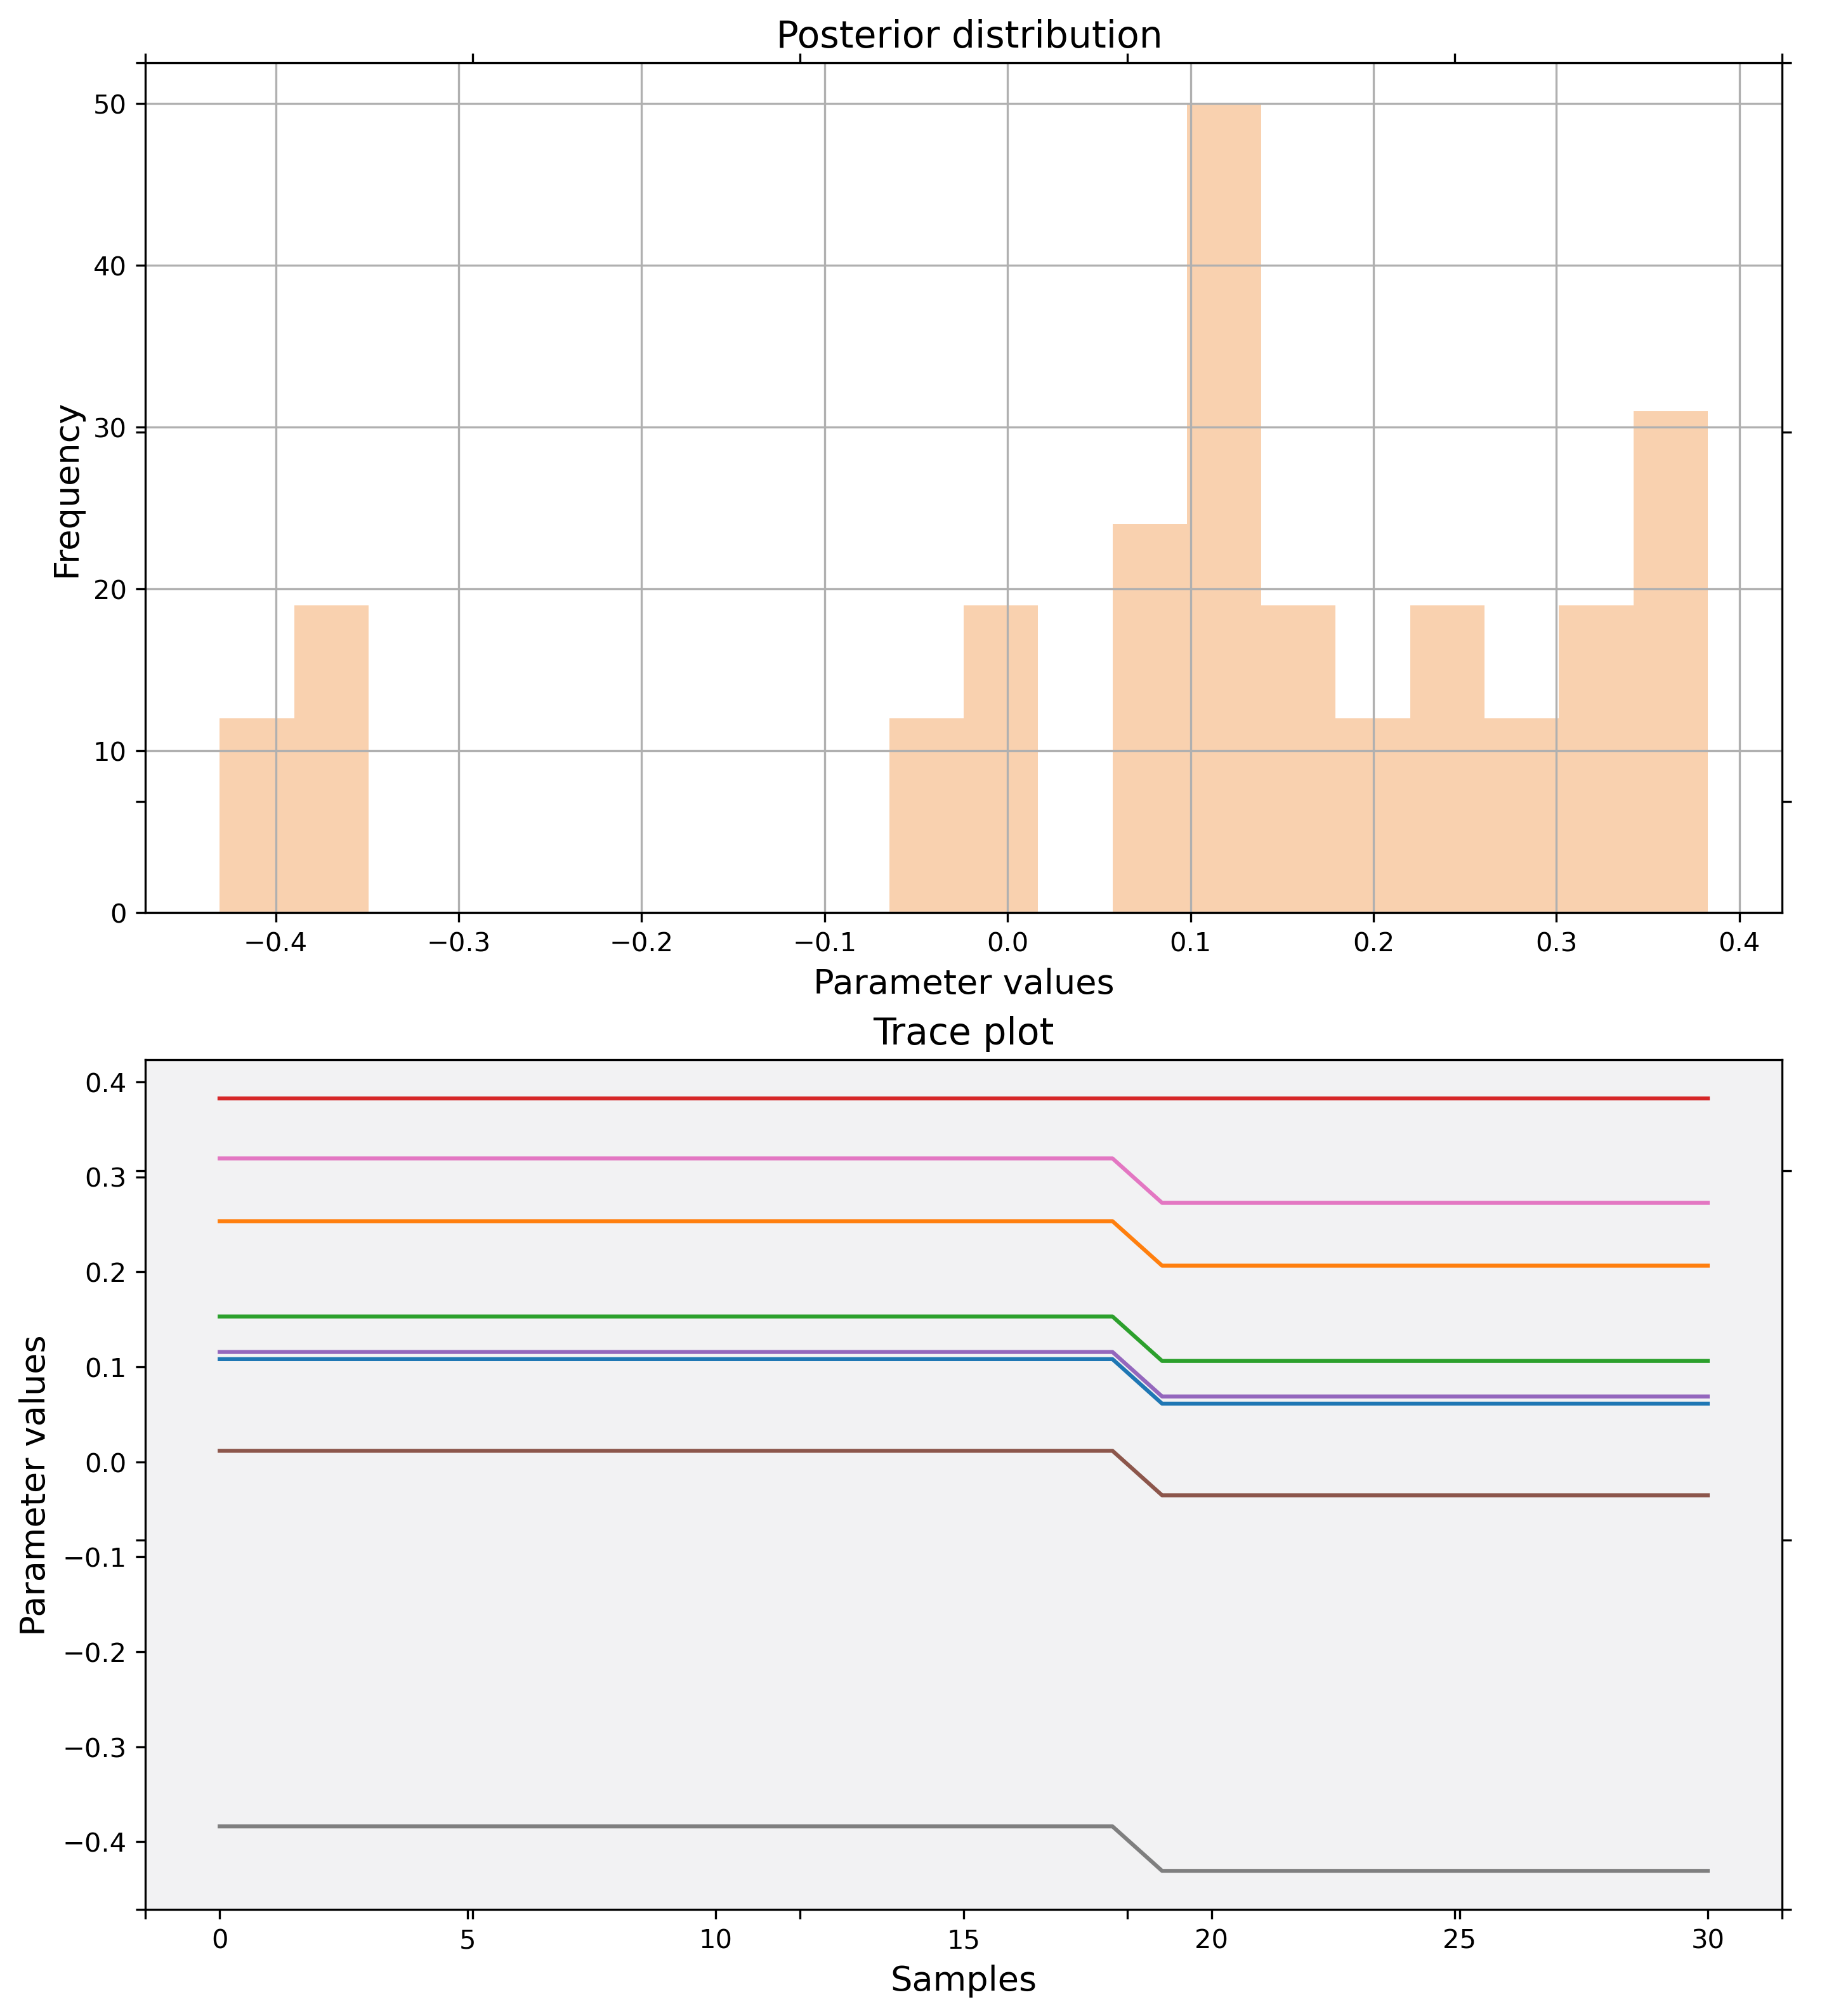 Posterior distribution
50
40
30
20
10
0
Frequency
−0.4 −0.3 −0.2 −0.1 0.0 0.1 0.2 0.3 0.4
Parameter values
Trace plot
0.4
0.3
0.2
0.1
0.0
−0.1
−0.2
−0.3
−0.4
Parameter values
0 5 10 15 20 25 30
Samples